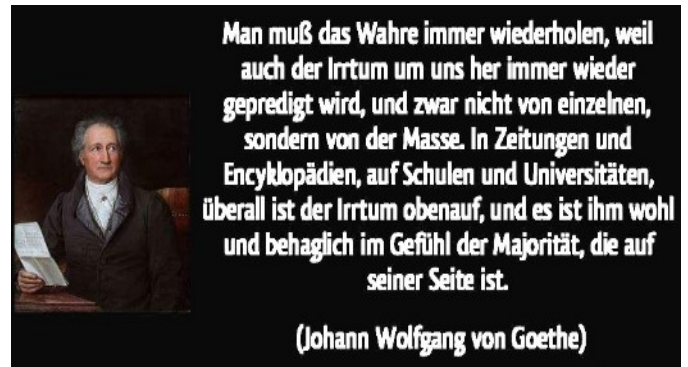 Man muß das Wahre immer wiederholen, weil
auch der Irrtum um uns her immer wieder
gepredigt wird, und zwar nicht von einzelnen,
sondern von der Masse. In Zeitungen und
Encyklopädien, auf Schulen und Universitäten,
überall ist der Irrtum obenauf, und es ist ihm wohl
und behaglich im Gefühl der Majorität, die auf
seiner Seite ist.
(Johann Wolfgang von Goethe)